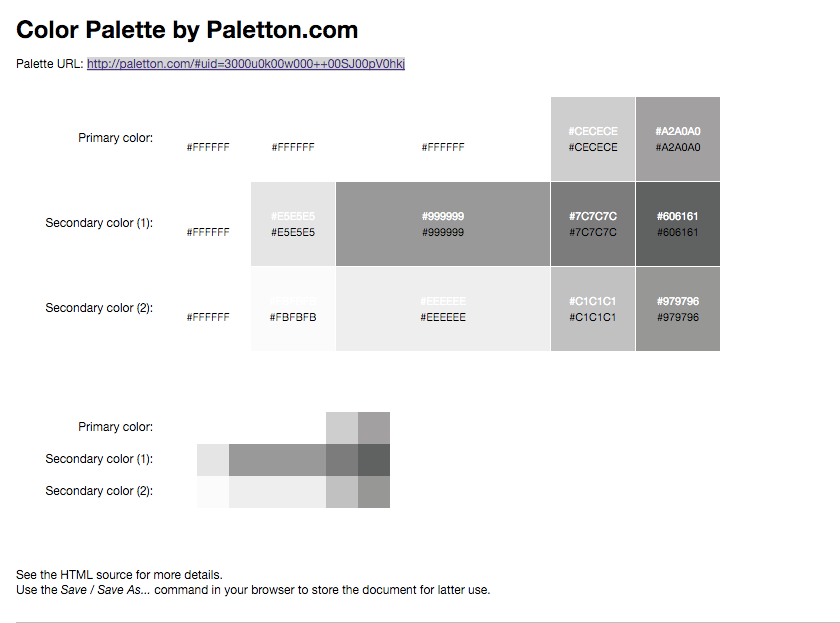 Color Palette by Paletton.com
Palette URL: http://paletton.com/#uid=3000u0k00w000++00SJ00pV0hkj
Primary color:
#CECECE #A2A0A0
#FFFFFF #FFFFFF #FFFFFF #CECECE #A2A0A0
Secondary color (1):
#E5E5E5 #999999 #7C7C7C #606161
#FFFFFF #E5E5E5 #999999 #7C7C7C #606161
Secondary color (2):
#EEEEEE #C1C1C1 #979796
#FFFFFF #FBFBFB #EEEEEE #C1C1C1 #979796
Primary color:
Secondary color (1):
Secondary color (2):
See the HTML source for more details.
Use the Save / Save As... command in your browser to store the document for latter use.